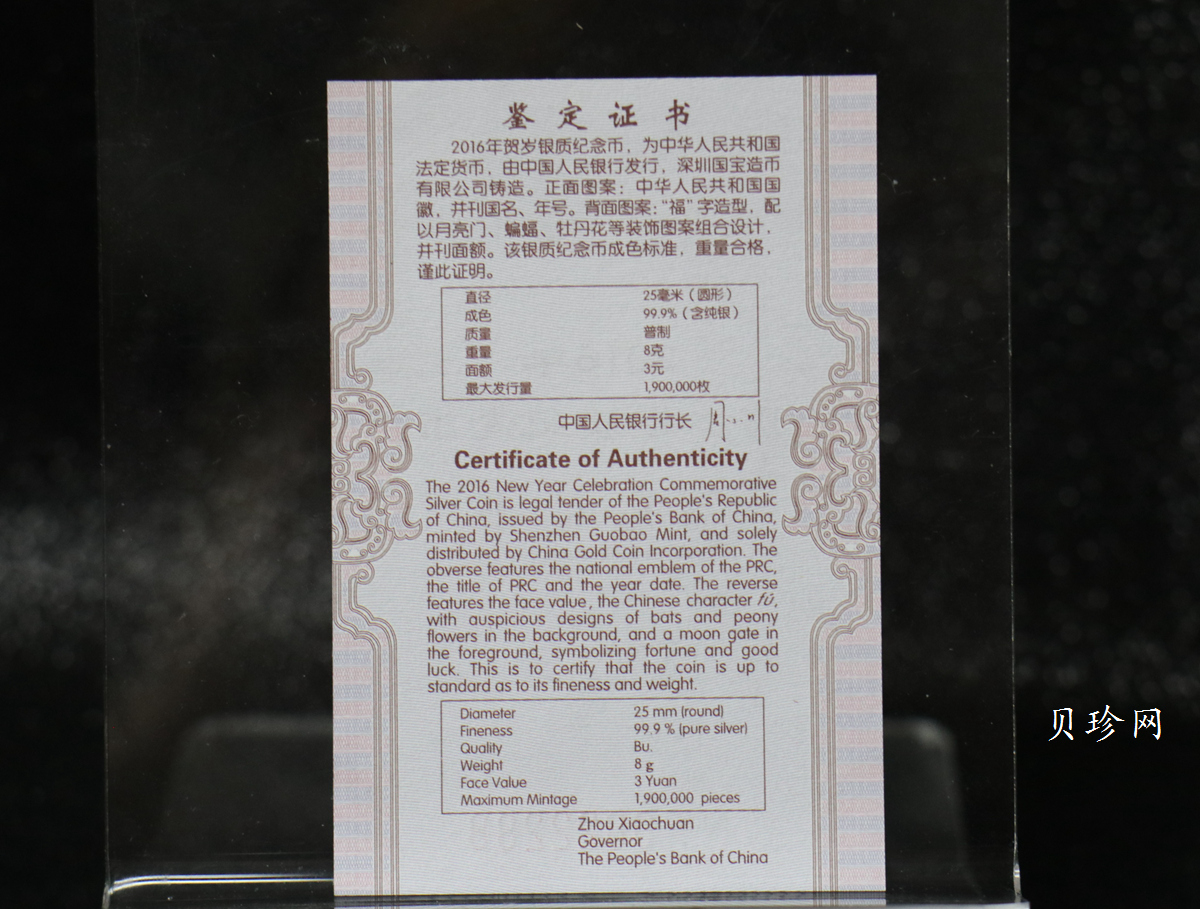 鉴定证书
2016年贺岁银质纪念币，为中华人民共和国
法定货币，由中国人民银行发行，深圳国宝造币
有限公司铸造。正面图案：中华人民共和国国
徽，并刊国名、年号。背面图案：“福”字造型，配
以月亮门、蝙蝠、牡丹花等装饰图案组合设计，
并刊面额。该银质纪念币成色标准，重量合格，
谨此证明。
直径 25毫米（圆形）
成色 99.9%（含纯银）
质量 普制
重量 8克
面额 3元
最大发行量 1,900,000枚
中国人民银行行长
Certificate of Authenticity
The 2016 New Year Celebration Commemorative
Silver Coin is legal tender of the People's Republic
of China, issued by the People's Bank of China,
minted by Shenzhen Guobao Mint, and solely
distributed by China Gold Coin Incorporation. The
obverse features the national emblem of the PRC,
the title of PRC and the year date. The reverse
features the face value, the Chinese character fú,
with auspicious designs of bats and peony
flowers in the background, and a moon gate in
the foreground, symbolizing fortune and good
luck. This is to certify that the coin is up to
standard as to its fineness and weight.
Diameter 25 mm (round)
Fineness 99.9 % (pure silver)
Quality Bu.
Weight 8 g
Face Value 3 Yuan
Maximum Mintage 1,900,000 pieces
Zhou Xiaochuan
Governor
The People's Bank of China
贝珍网